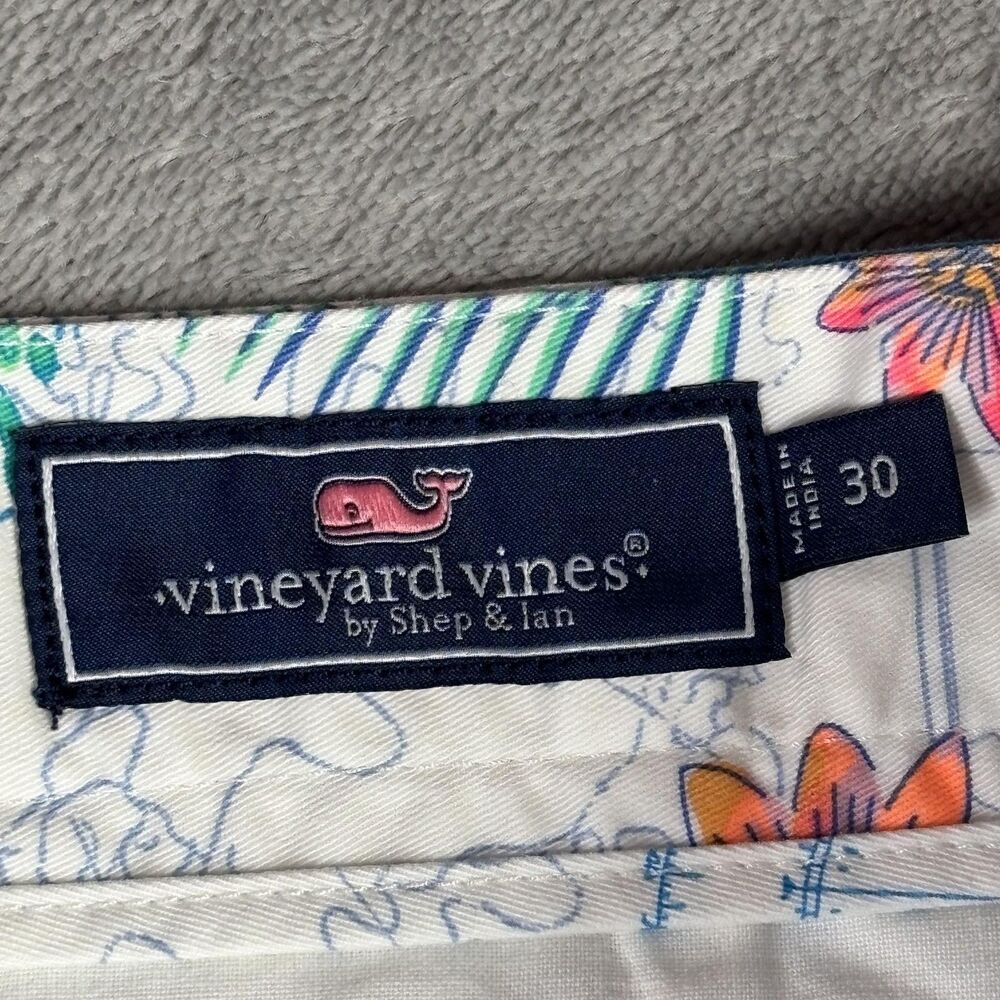 ·vineyard vines®·
by Shep & Ian
MADE IN
INDIA
30